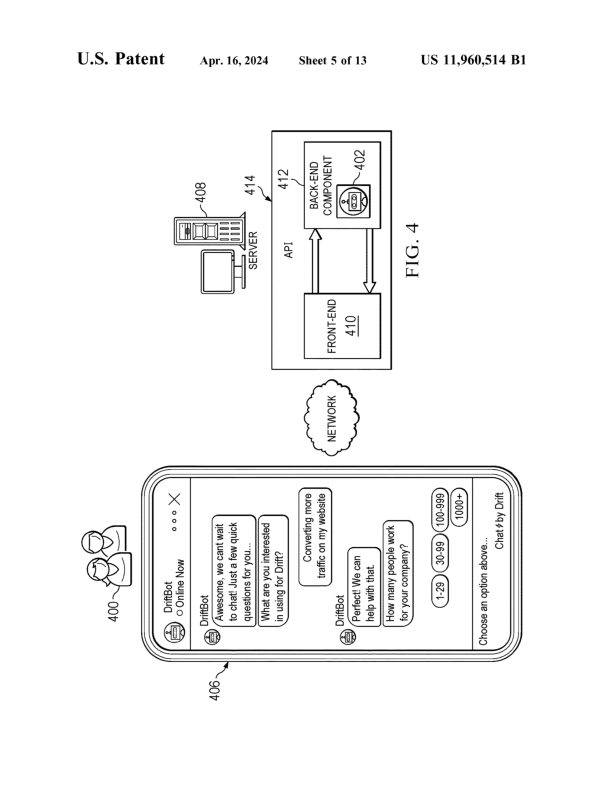 U.S. Patent Apr. 16, 2024 Sheet 5 of 13 US 11,960,514 B1
400
406
DriftBot
Online Now
DriftBot
Awesome, we cant wait
to chat! Just a few quick
questions for you...
What are you interested
in using for Drift?
Converting more
traffic on my website
DriftBot
Perfect! We can
help with that.
How many people work
for your company?
1-29 30-99 100-999
1000+
Choose an option above...
Chat by Drift
NETWORK
408
SERVER
414
API
FRONT-END
410
412
BACK-END
COMPONENT
402
FIG. 4